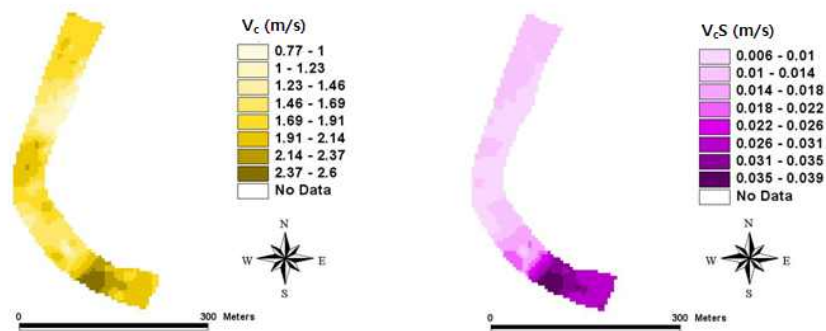 V_c (m/s)
0.77 - 1
1 - 1.23
1.23 - 1.46
1.46 - 1.69
1.69 - 1.91
1.91 - 2.14
2.14 - 2.37
2.37 - 2.6
No Data
N
W E
S
0 300 Meters
V_cS (m/s)
0.006 - 0.01
0.01 - 0.014
0.014 - 0.018
0.018 - 0.022
0.022 - 0.026
0.026 - 0.031
0.031 - 0.035
0.035 - 0.039
No Data
N
W E
S
0 300 Meters